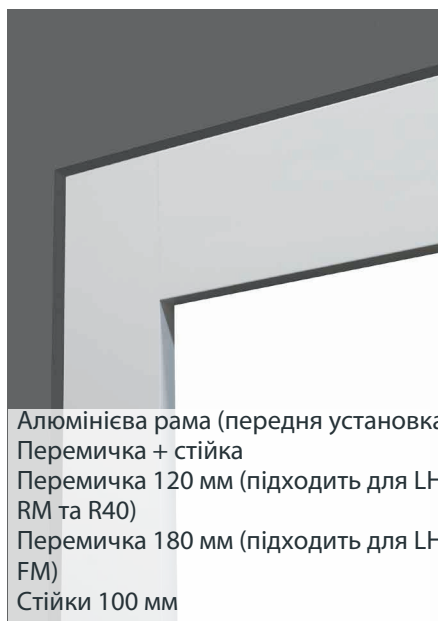 Алюмінієва рама (передня установка
Перемичка + стійка
Перемичка 120 мм (підходить для LH
RM та R40)
Перемичка 180 мм (підходить для LH
FM)
Стійки 100 мм